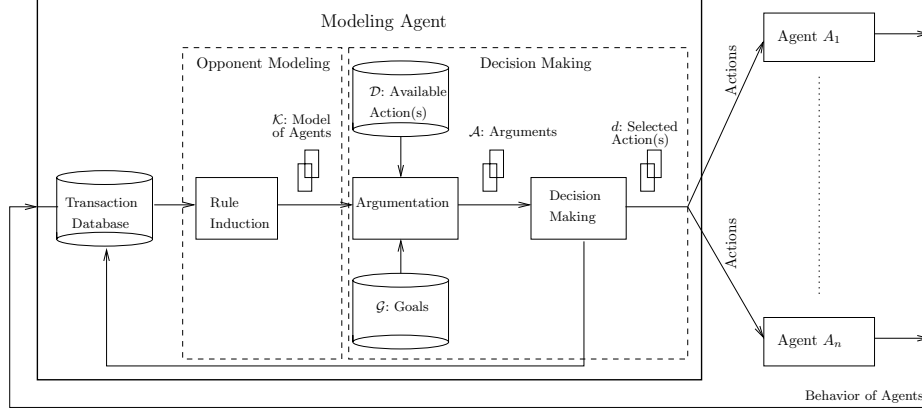 Modeling Agent
Opponent Modeling
Decision Making
𝒟: Available
Action(s)
𝒦: Model
of Agents
𝒜: Arguments
d: Selected
Action(s)
Transaction
Database
Rule
Induction
Argumentation
Decision
Making
𝒢: Goals
Actions
Actions
Agent A₁
Agent Aₙ
Behavior of Agents